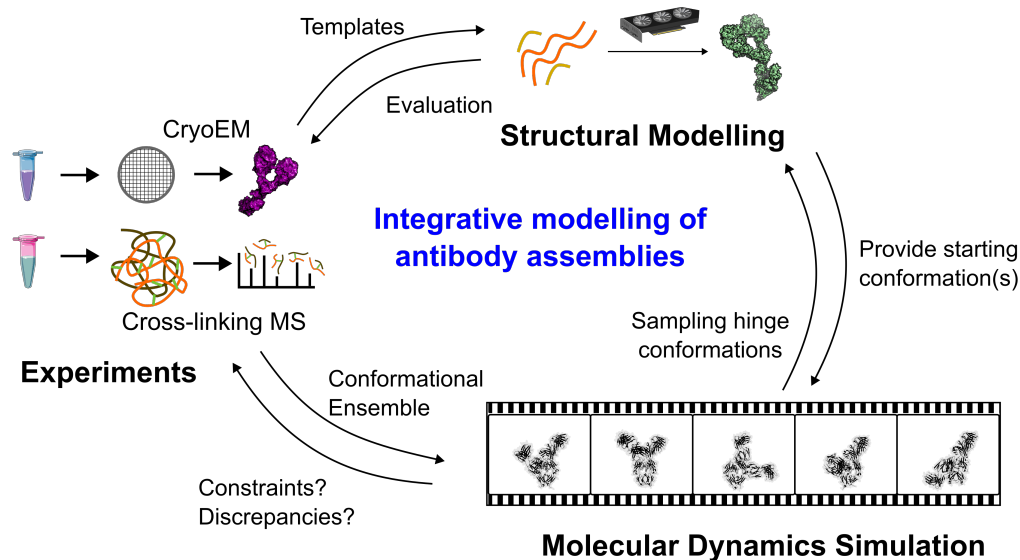 Templates
Evaluation
CryoEM
Structural Modelling
Integrative modelling of
antibody assemblies
Provide starting
conformation(s)
Sampling hinge
conformations
Cross-linking MS
Experiments
Conformational
Ensemble
Constraints?
Discrepancies?
Molecular Dynamics Simulation